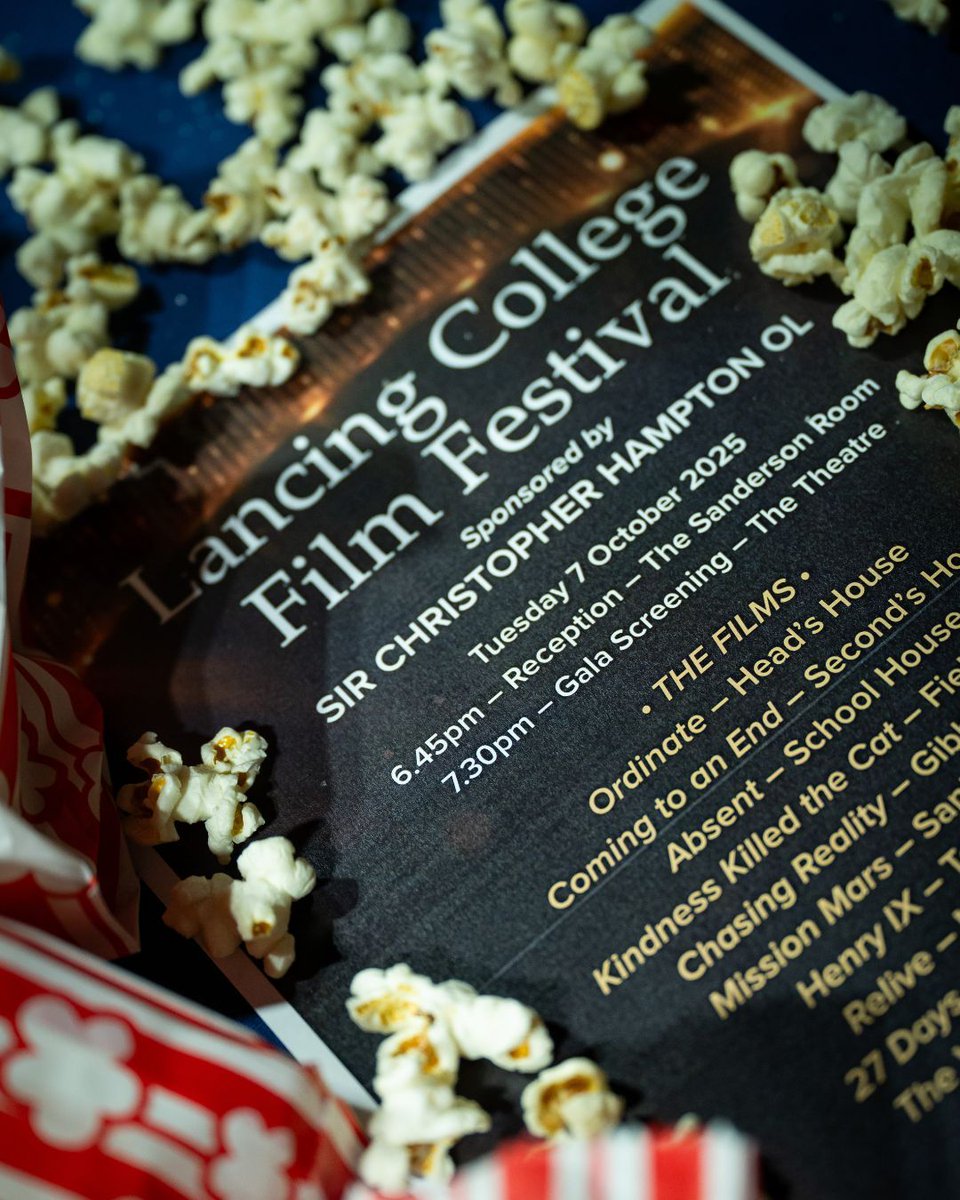 Lancing College
Film Festival
Sponsored by
SIR CHRISTOPHER HAMPTON OL
Tuesday 7 October 2025
6.45pm – Reception – The Sanderson Room
7.30pm – Gala Screening – The Theatre
• THE FILMS •
Ordinate – Head's House
Coming to an End – Second's
Absent – School House
Kindness Killed the Cat –
Chasing Reality –
Mission Mars –
Henry IX –
Relive –
27 Days
The